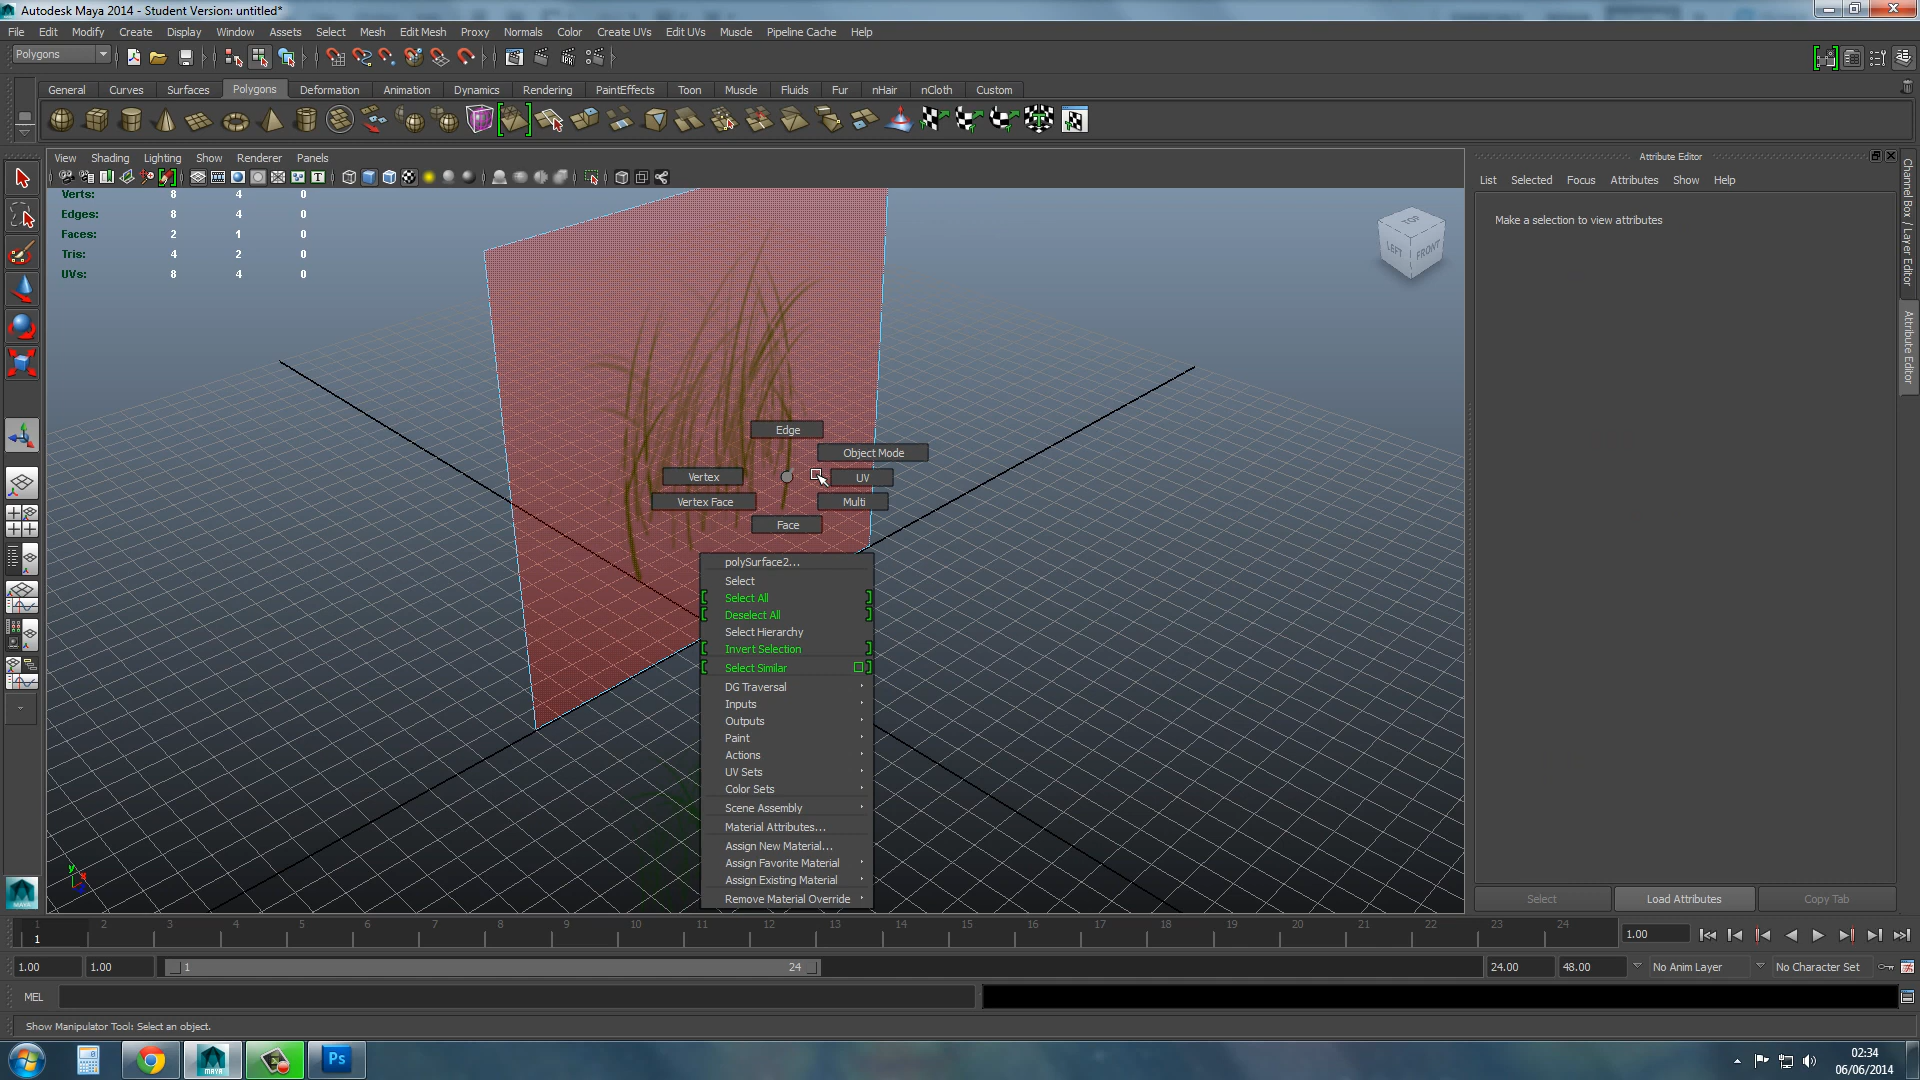 Autodesk Maya 2014 - Student Version: untitled*
File Edit Modify Create Display Window Assets Select Mesh Edit Mesh Proxy Normals Color Create UVs Edit UVs Muscle Pipeline Cache Help
Polygons
General Curves Surfaces Polygons Deformation Animation Dynamics Rendering PaintEffects Toon Muscle Fluids Fur nHair nCloth Custom
View Shading Lighting Show Renderer Panels
Verts: 8 4 0
Edges: 8 4 0
Faces: 2 1 0
Tris: 4 2 0
UVs: 8 4 0
TOP
LEFT FRONT
Edge
Object Mode
Vertex UV
Vertex Face Multi
Face
polySurface2...
Select
Select All
Deselect All
Select Hierarchy
Invert Selection
Select Similar
DG Traversal
Inputs
Outputs
Paint
Actions
UV Sets
Color Sets
Scene Assembly
Material Attributes...
Assign New Material...
Assign Favorite Material
Assign Existing Material
Remove Material Override
Attribute Editor
List Selected Focus Attributes Show Help
Make a selection to view attributes
Channel Box / Layer Editor
Attribute Editor
Select Load Attributes Copy Tab
1 2 3 4 5 6 7 8 9 10 11 12 13 14 15 16 17 18 19 20 21 22 23 24
1
1.00
1.00 1.00 1 24 24.00 48.00 No Anim Layer No Character Set
MEL
Show Manipulator Tool: Select an object.
MAYA
Ps
02:34
06/06/2014